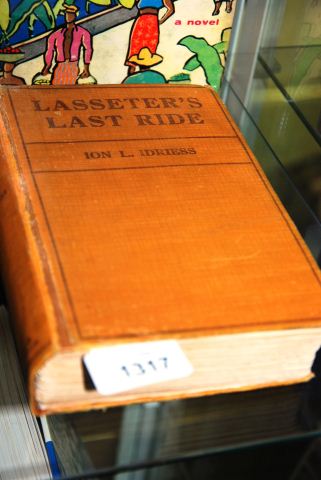 a novel
LASSETER'S
LAST RIDE
ION L. IDRIESS
1317